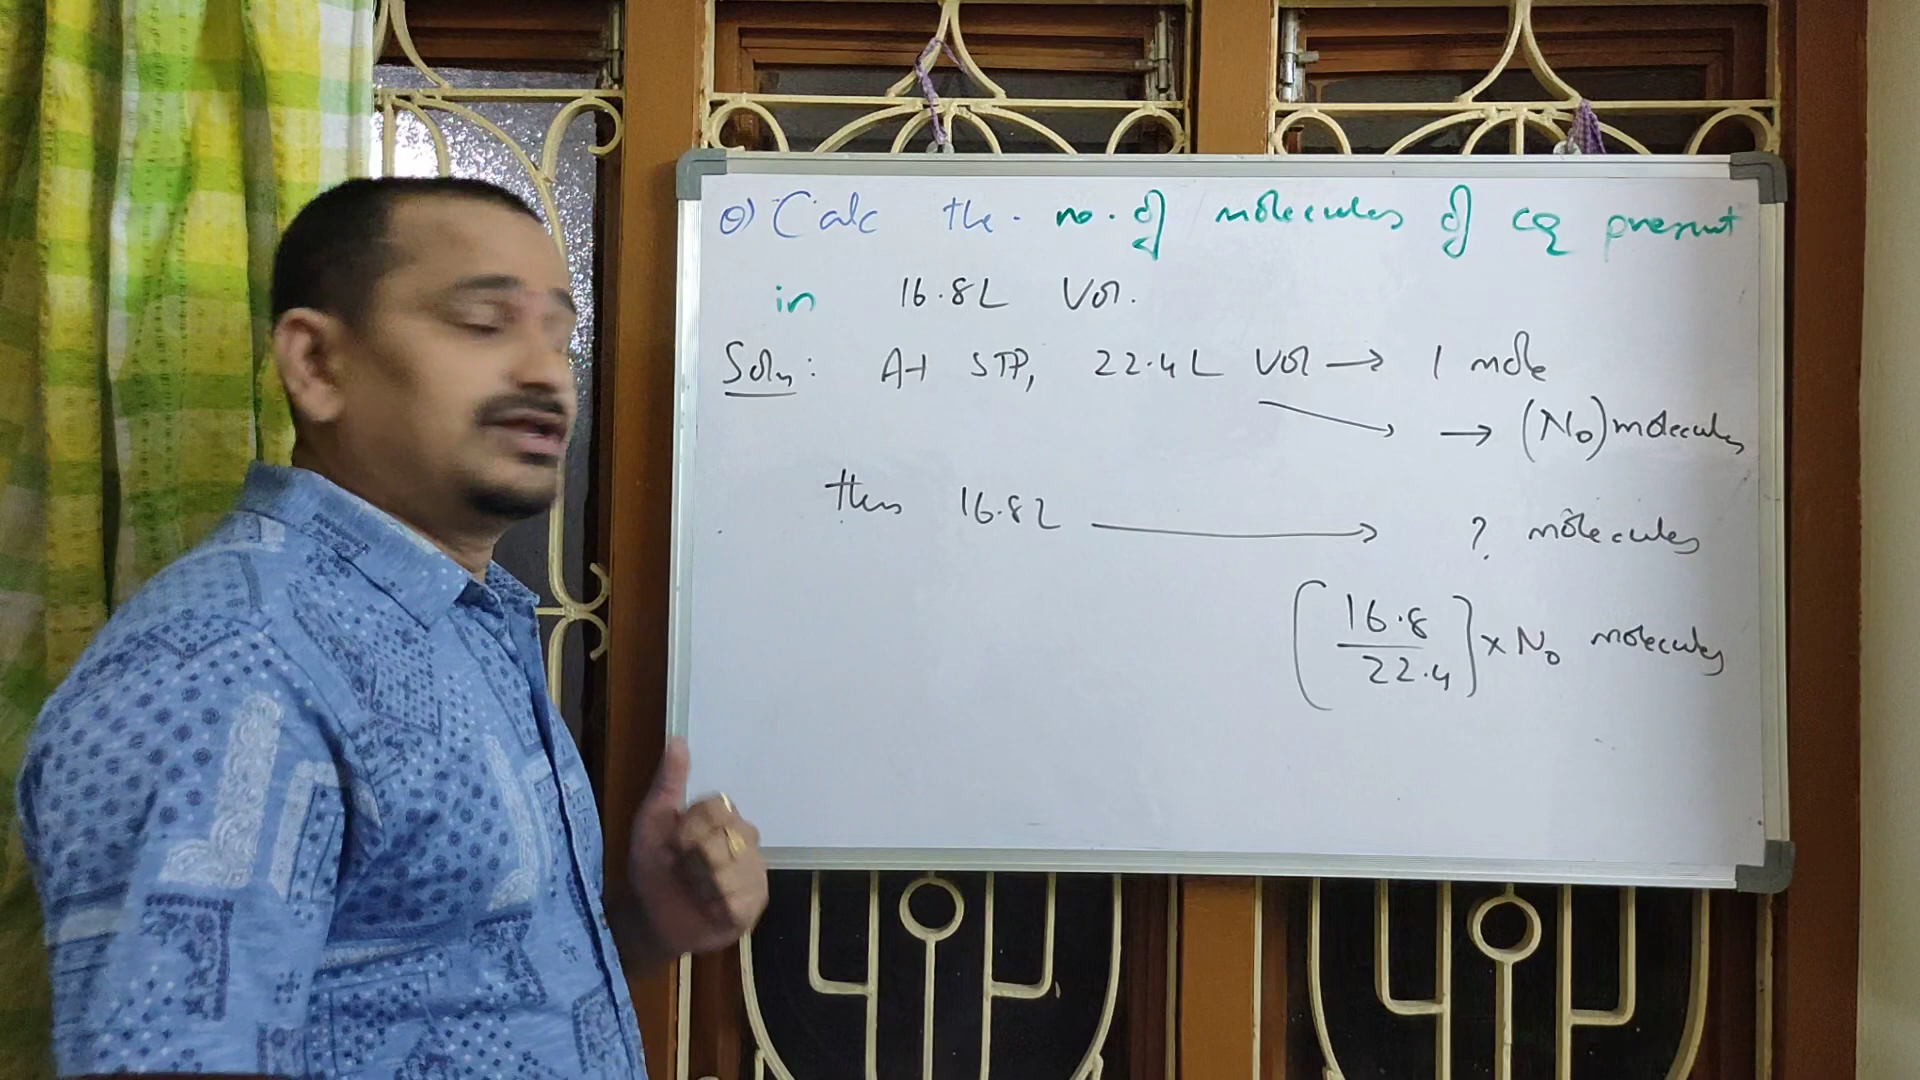 Q) Calc the. no. of molecules of CO2 present
in 16.8L Vol.
Soln: At STP, 22.4L Vol → 1 mole
→ → (N₀) molecules
thus 16.8L → ? molecules
[16.8/22.4] × N₀ molecules